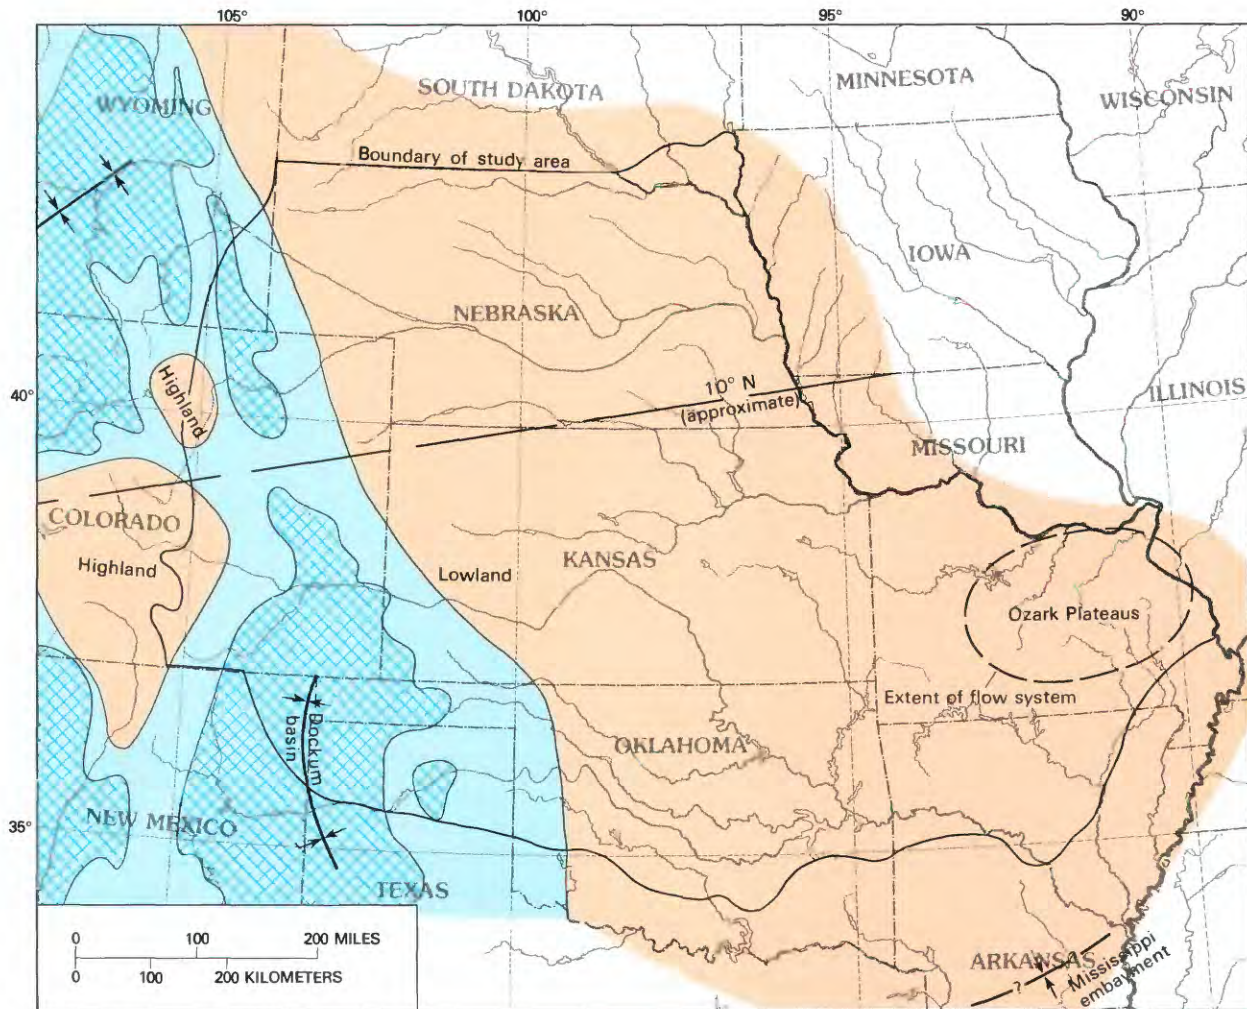 105°
100°
95°
90°
WYOMING
SOUTH DAKOTA
MINNESOTA
WISCONSIN
Boundary of study area
IOWA
NEBRASKA
40°
Highland
10° N
(approximate)
ILLINOIS
MISSOURI
COLORADO
Highland
Lowland
KANSAS
Ozark Plateaus
Extent of flow system
Dockum
basin
OKLAHOMA
35°
NEW MEXICO
TEXAS
ARKANSAS
Mississippi
embayment
?
0 100 200 MILES
0 100 200 KILOMETERS